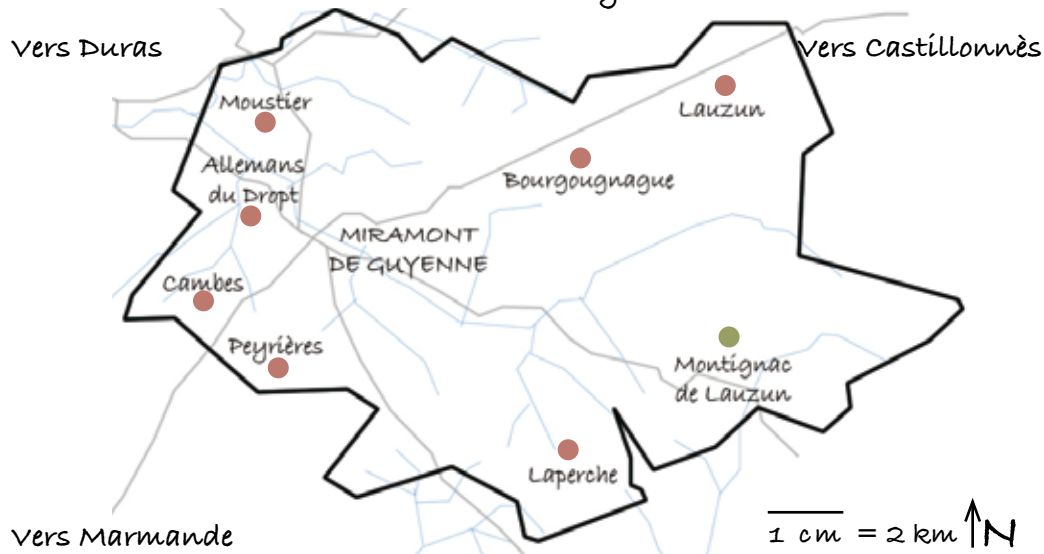 Vers Duras
Vers Castillonnès
Moustier
Lauzun
Allemans
du Dropt
Bourgougnague
MIRAMONT
DE GUYENNE
Cambes
Peyrières
Montignac
de Lauzun
Laperche
Vers Marmande
1 cm = 2 km
N